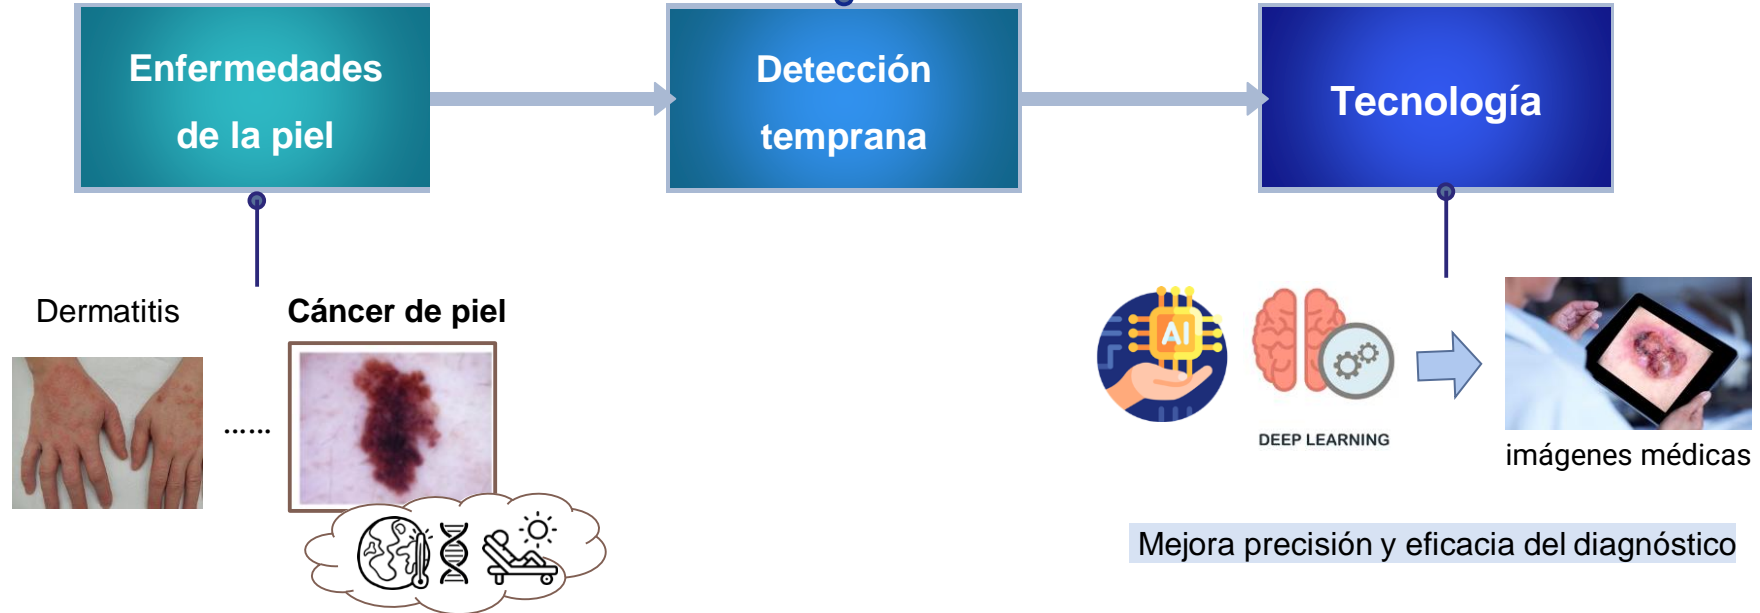 Enfermedades
de la piel
Detección
temprana
Tecnología
Dermatitis
Cáncer de piel
......
AI
DEEP LEARNING
imágenes médicas
Mejora precisión y eficacia del diagnóstico